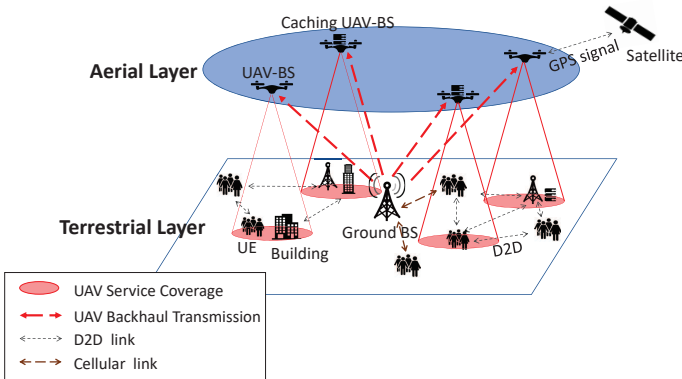 Caching UAV-BS
GPS signal
Satellite
Aerial Layer
UAV-BS
Terrestrial Layer
UE
Building
Ground BS
D2D
UAV Service Coverage
UAV Backhaul Transmission
D2D link
Cellular link